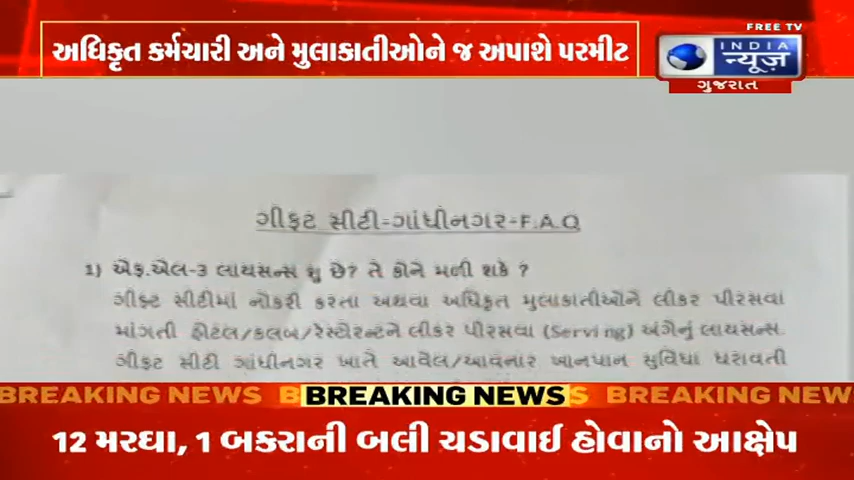 FREE TV
અધિકૃત કર્મચારી અને મુલાકાતીઓને જ અપાશે પરમીટ
INDIA
ન્યૂઝ
ગુજરાત
ગીફટ સીટી-ગાંધીનગર-F.A.Q
1) એફ.એલ-૩ લાયસન્સ શુ છે? તે કોને મળી શકે ?
ગીફ્ટ સીટીમાં નોકરી કરતા અથવા અધિકૃત મુલાકાતીઓને લીકર પીરસવા
માંગતી હોટલ/કલબ/રેસ્ટોરન્ટને લીકર પીરસવા (Serving) અંગેનું લાયસન્સ
ગીફટ સીટી ગાંધીનગર ખાતે આવેલ/આવનાર ખાનપાન સુવિધા ધરાવતી
BREAKING NEWS BREAKING NEWS BREAKING NEW
12 મરઘા, 1 બકરાની બલી ચડાવાઈ હોવાનો આક્ષેપ